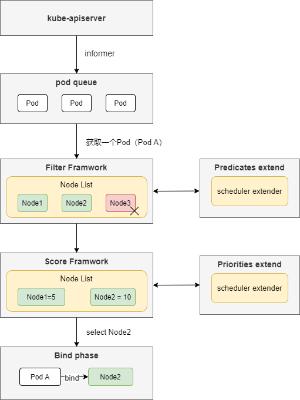 kube-apiserver
informer
pod queue
Pod
Pod
Pod
获取一个Pod（Pod A）
Filter Framwork
Node List
Node1
Node2
Node3
Predicates extend
scheduler extender
Score Framwork
Node List
Node1=5
Node2 = 10
Priorities extend
scheduler extender
select Node2
Bind phase
Pod A
bind
Node2